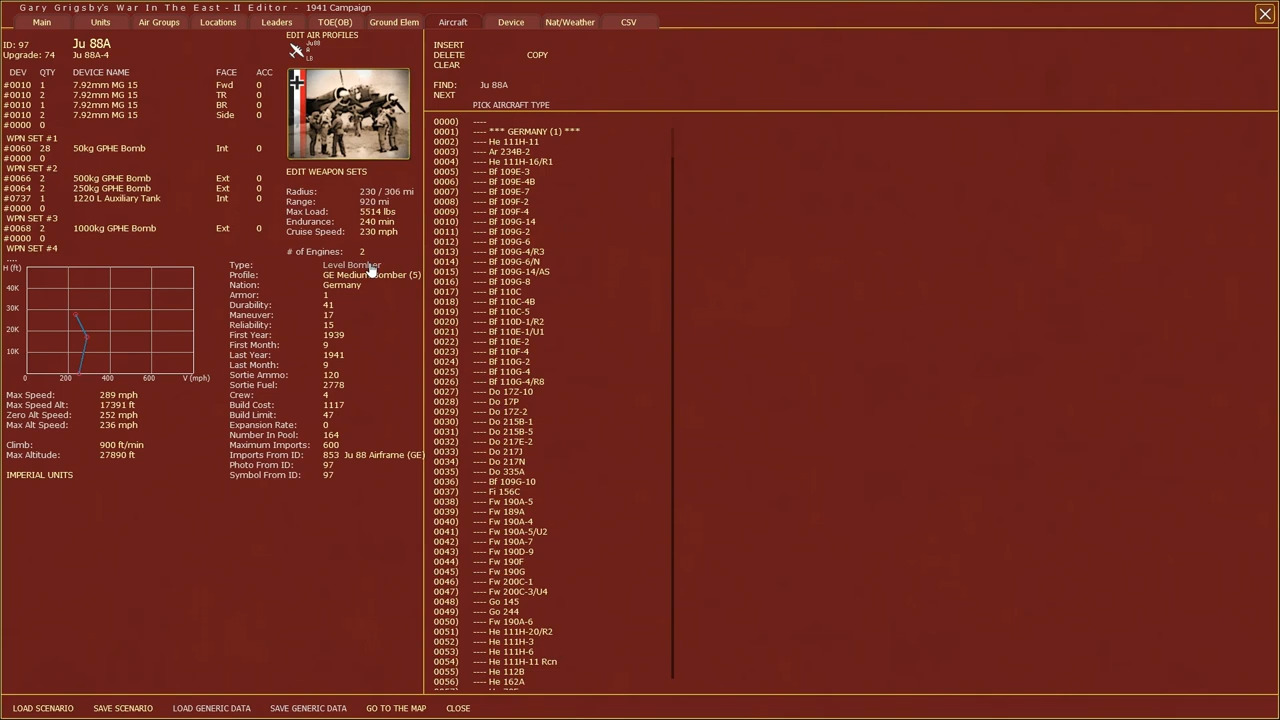 Gary Grigsby's War In The East - II Editor - 1941 Campaign
Main Units Air Groups Locations Leaders TOE(OB) Ground Elem Aircraft Device Nat/Weather CSV
ID: 97 Ju 88A
Upgrade: 74 Ju 88A-4
EDIT AIR PROFILES
Ju88
A
LB
DEV QTY DEVICE NAME FACE ACC
#0010 1 7.92mm MG 15 Fwd 0
#0010 2 7.92mm MG 15 TR 0
#0010 1 7.92mm MG 15 BR 0
#0010 2 7.92mm MG 15 Side 0
#0000 0
WPN SET #1
#0060 28 50kg GPHE Bomb Int 0
#0000 0
WPN SET #2
#0066 2 500kg GPHE Bomb Ext 0
#0064 2 250kg GPHE Bomb Ext 0
#0737 1 1220 L Auxiliary Tank Int 0
#0000 0
WPN SET #3
#0068 2 1000kg GPHE Bomb Ext 0
#0000 0
WPN SET #4
....
EDIT WEAPON SETS
Radius: 230 / 306 mi
Range: 920 mi
Max Load: 5514 lbs
Endurance: 240 min
Cruise Speed: 230 mph
# of Engines: 2
Type: Level Bomber
Profile: GE Medium Bomber (5)
Nation: Germany
Armor: 1
Durability: 41
Maneuver: 17
Reliability: 15
First Year: 1939
First Month: 9
Last Year: 1941
Last Month: 9
Sortie Ammo: 120
Sortie Fuel: 2778
Crew: 4
Build Cost: 1117
Build Limit: 47
Expansion Rate: 0
Number In Pool: 164
Maximum Imports: 600
Imports From ID: 853 Ju 88 Airframe (GE)
Photo From ID: 97
Symbol From ID: 97
H (ft)
40K
30K
20K
10K
0 200 400 600 V (mph)
Max Speed: 289 mph
Max Speed Alt: 17391 ft
Zero Alt Speed: 252 mph
Max Alt Speed: 236 mph
Climb: 900 ft/min
Max Altitude: 27890 ft
IMPERIAL UNITS
INSERT
DELETE COPY
CLEAR
FIND: Ju 88A
NEXT
PICK AIRCRAFT TYPE
0000) ----
0001) ---- *** GERMANY (1) ***
0002) ---- He 111H-11
0003) ---- Ar 234B-2
0004) ---- He 111H-16/R1
0005) ---- Bf 109E-3
0006) ---- Bf 109E-4B
0007) ---- Bf 109E-7
0008) ---- Bf 109F-2
0009) ---- Bf 109F-4
0010) ---- Bf 109G-14
0011) ---- Bf 109G-2
0012) ---- Bf 109G-6
0013) ---- Bf 109G-4/R3
0014) ---- Bf 109G-6/N
0015) ---- Bf 109G-14/AS
0016) ---- Bf 109G-8
0017) ---- Bf 110C
0018) ---- Bf 110C-4B
0019) ---- Bf 110C-5
0020) ---- Bf 110D-1/R2
0021) ---- Bf 110E-1/U1
0022) ---- Bf 110E-2
0023) ---- Bf 110F-4
0024) ---- Bf 110G-2
0025) ---- Bf 110G-4
0026) ---- Bf 110G-4/R8
0027) ---- Do 17Z-10
0028) ---- Do 17P
0029) ---- Do 17Z-2
0030) ---- Do 215B-1
0031) ---- Do 215B-5
0032) ---- Do 217E-2
0033) ---- Do 217J
0034) ---- Do 217N
0035) ---- Do 335A
0036) ---- Bf 109G-10
0037) ---- Fi 156C
0038) ---- Fw 190A-5
0039) ---- Fw 189A
0040) ---- Fw 190A-4
0041) ---- Fw 190A-5/U2
0042) ---- Fw 190A-7
0043) ---- Fw 190D-9
0044) ---- Fw 190F
0045) ---- Fw 190G
0046) ---- Fw 200C-1
0047) ---- Fw 200C-3/U4
0048) ---- Go 145
0049) ---- Go 244
0050) ---- Fw 190A-6
0051) ---- He 111H-20/R2
0052) ---- He 111H-3
0053) ---- He 111H-6
0054) ---- He 111H-11 Rcn
0055) ---- He 112B
0056) ---- He 162A
LOAD SCENARIO SAVE SCENARIO LOAD GENERIC DATA SAVE GENERIC DATA GO TO THE MAP CLOSE